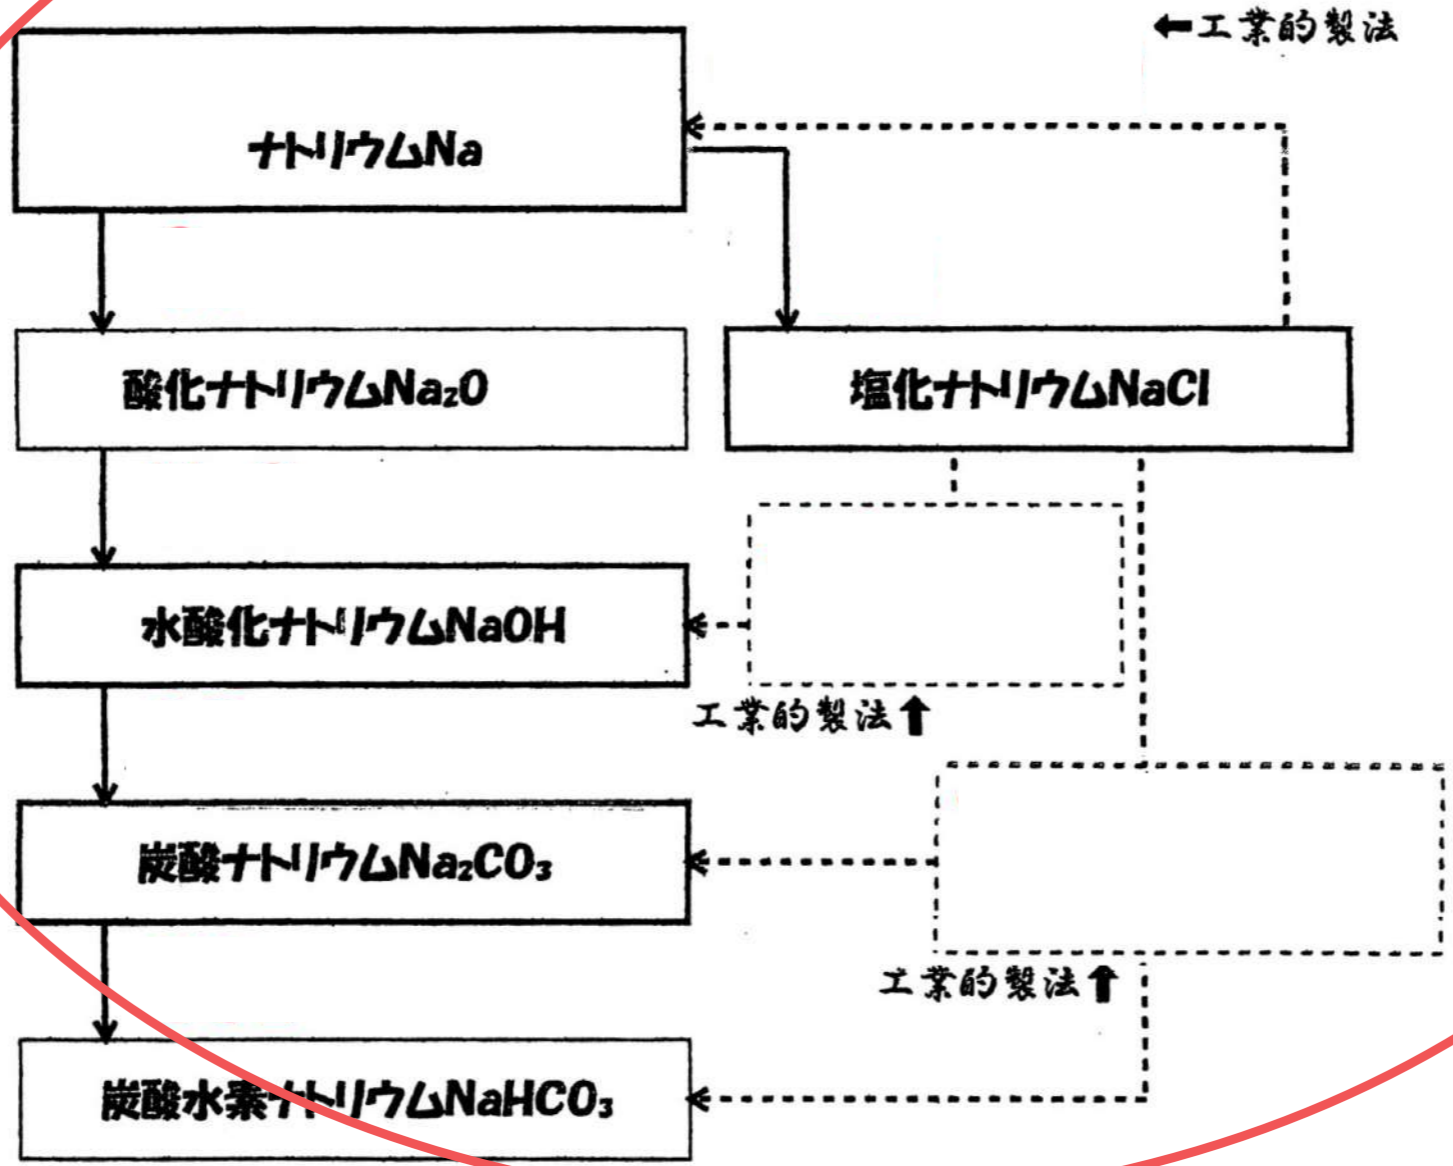 ←工業的製法
ナトリウムNa
酸化ナトリウムNa₂O
塩化ナトリウムNaCl
水酸化ナトリウムNaOH
工業的製法↑
炭酸ナトリウムNa₂CO₃
工業的製法↑
炭酸水素ナトリウムNaHCO₃